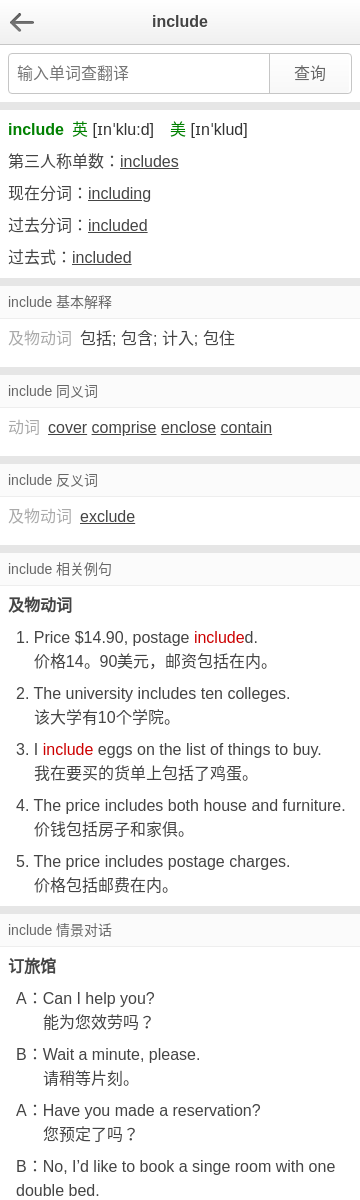 include
输入单词查翻译
查询
include 英 [ɪnˈkluːd] 美 [ɪnˈklud]
第三人称单数：includes
现在分词：including
过去分词：included
过去式：included
include 基本解释
及物动词 包括; 包含; 计入; 包住
include 同义词
动词 cover comprise enclose contain
include 反义词
及物动词 exclude
include 相关例句
及物动词
1. Price $14.90, postage included.
价格14。90美元，邮资包括在内。
2. The university includes ten colleges.
该大学有10个学院。
3. I include eggs on the list of things to buy.
我在要买的货单上包括了鸡蛋。
4. The price includes both house and furniture.
价钱包括房子和家俱。
5. The price includes postage charges.
价格包括邮费在内。
include 情景对话
订旅馆
A：Can I help you?
能为您效劳吗？
B：Wait a minute, please.
请稍等片刻。
A：Have you made a reservation?
您预定了吗？
B：No, I’d like to book a singe room with one
double bed.